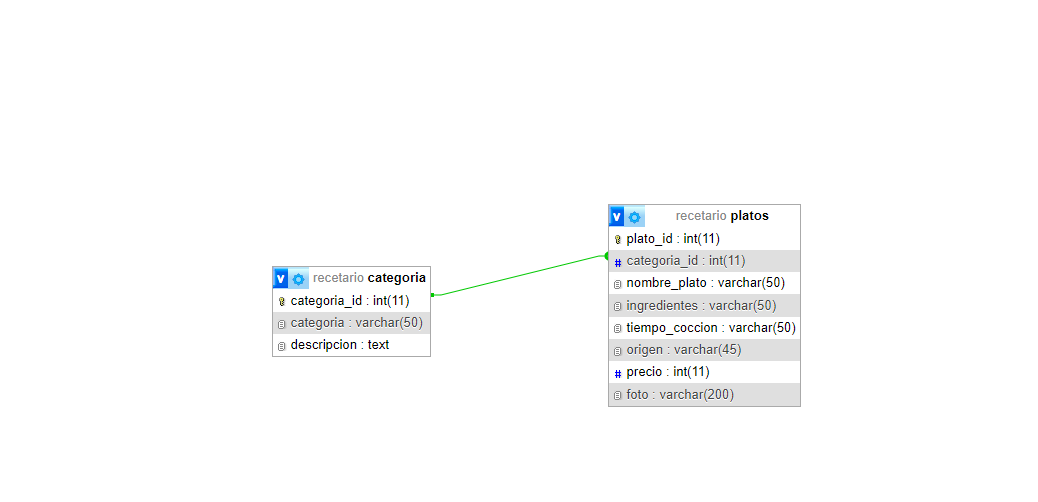 v recetario categoria
categoria_id : int(11)
categoria : varchar(50)
descripcion : text
v recetario platos
plato_id : int(11)
# categoria_id : int(11)
nombre_plato : varchar(50)
ingredientes : varchar(50)
tiempo_coccion : varchar(50)
origen : varchar(45)
# precio : int(11)
foto : varchar(200)